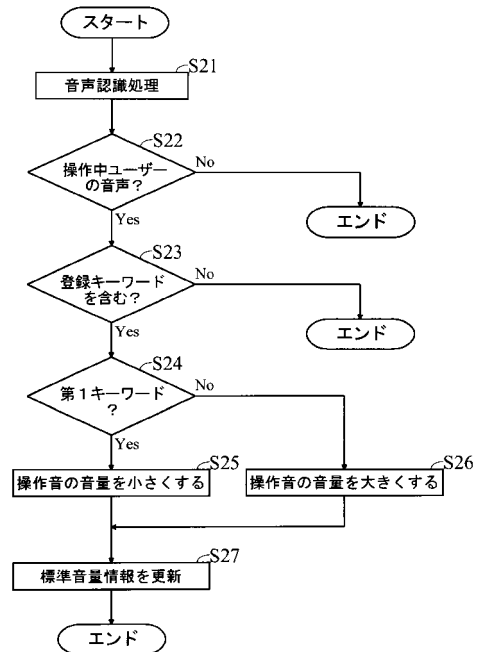 スタート
S21
音声認識処理
S22
操作中ユーザー
の音声？
No
エンド
Yes
S23
登録キーワード
を含む？
No
エンド
Yes
S24
第１キーワード
？
No
Yes
S25
操作音の音量を小さくする
S26
操作音の音量を大きくする
S27
標準音量情報を更新
エンド